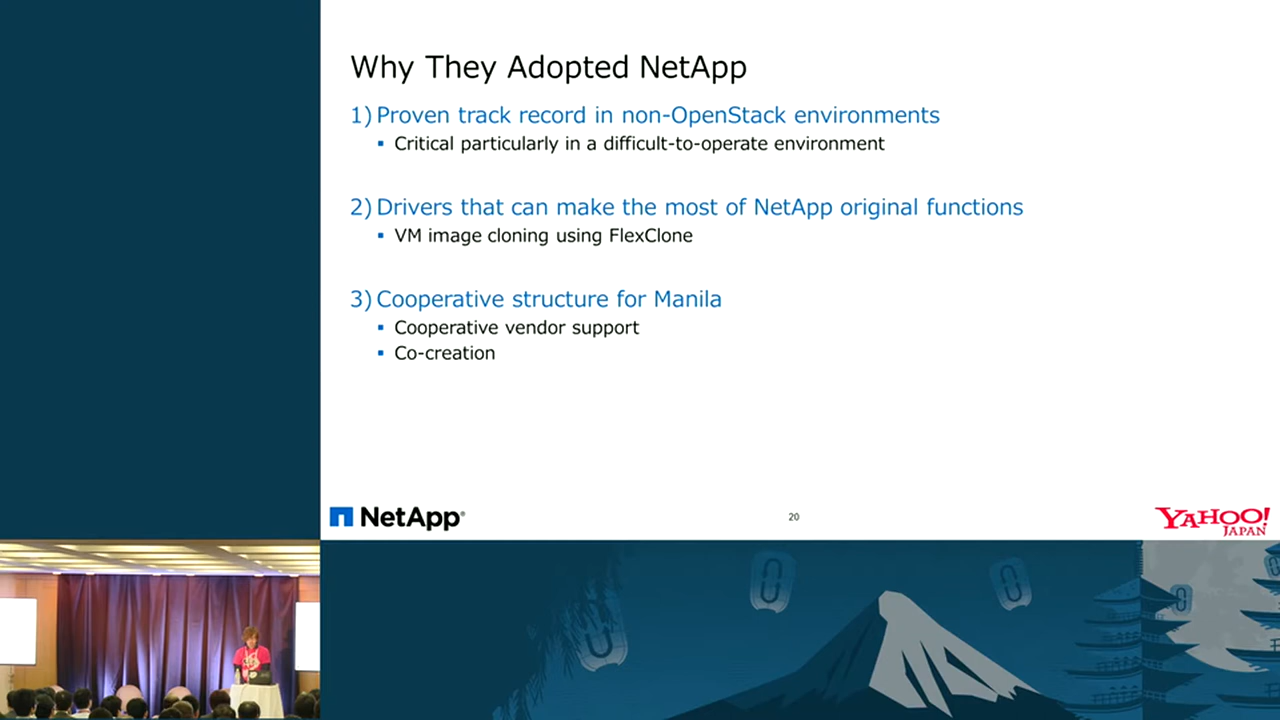 Why They Adopted NetApp
1) Proven track record in non-OpenStack environments
▪ Critical particularly in a difficult-to-operate environment
2) Drivers that can make the most of NetApp original functions
▪ VM image cloning using FlexClone
3) Cooperative structure for Manila
▪ Cooperative vendor support
▪ Co-creation
NetApp®
20
YAHOO!
JAPAN